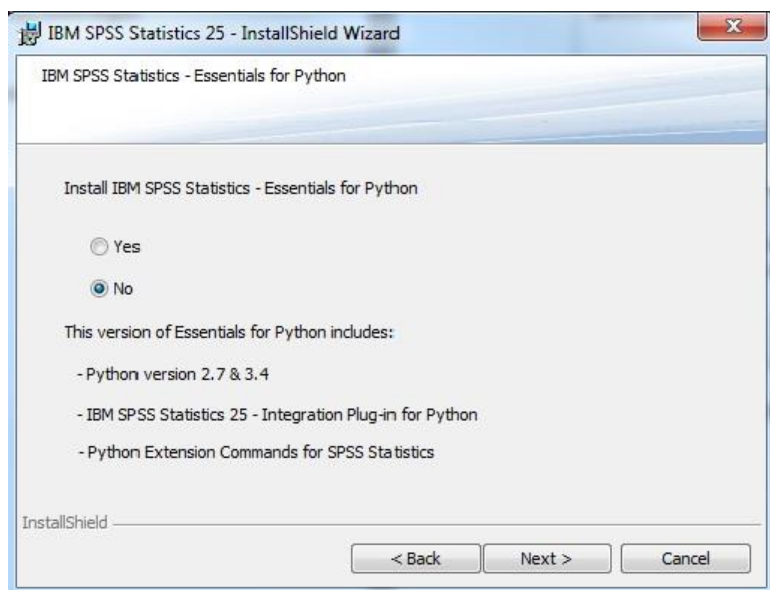 IBM SPSS Statistics 25 - InstallShield Wizard
IBM SPSS Statistics - Essentials for Python
Install IBM SPSS Statistics - Essentials for Python
Yes
No
This version of Essentials for Python includes:
- Python version 2.7 & 3.4
- IBM SPSS Statistics 25 - Integration Plug-in for Python
- Python Extension Commands for SPSS Statistics
InstallShield
< Back
Next >
Cancel